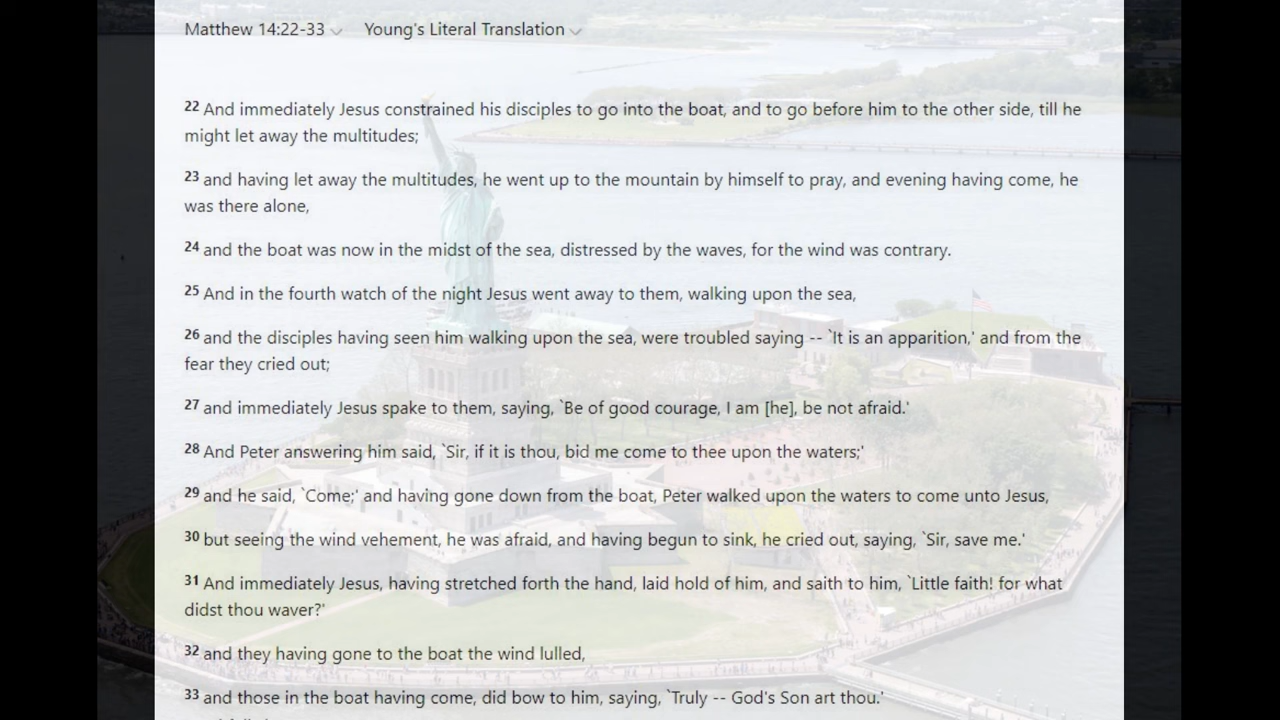 Matthew 14:22-33 Young's Literal Translation
22 And immediately Jesus constrained his disciples to go into the boat, and to go before him to the other side, till he
might let away the multitudes;
23 and having let away the multitudes, he went up to the mountain by himself to pray, and evening having come, he
was there alone,
24 and the boat was now in the midst of the sea, distressed by the waves, for the wind was contrary.
25 And in the fourth watch of the night Jesus went away to them, walking upon the sea,
26 and the disciples having seen him walking upon the sea, were troubled saying -- `It is an apparition,' and from the
fear they cried out;
27 and immediately Jesus spake to them, saying, `Be of good courage, I am [he], be not afraid.'
28 And Peter answering him said, `Sir, if it is thou, bid me come to thee upon the waters;'
29 and he said, `Come;' and having gone down from the boat, Peter walked upon the waters to come unto Jesus,
30 but seeing the wind vehement, he was afraid, and having begun to sink, he cried out, saying, `Sir, save me.'
31 And immediately Jesus, having stretched forth the hand, laid hold of him, and saith to him, `Little faith! for what
didst thou waver?'
32 and they having gone to the boat the wind lulled,
33 and those in the boat having come, did bow to him, saying, `Truly -- God's Son art thou.'